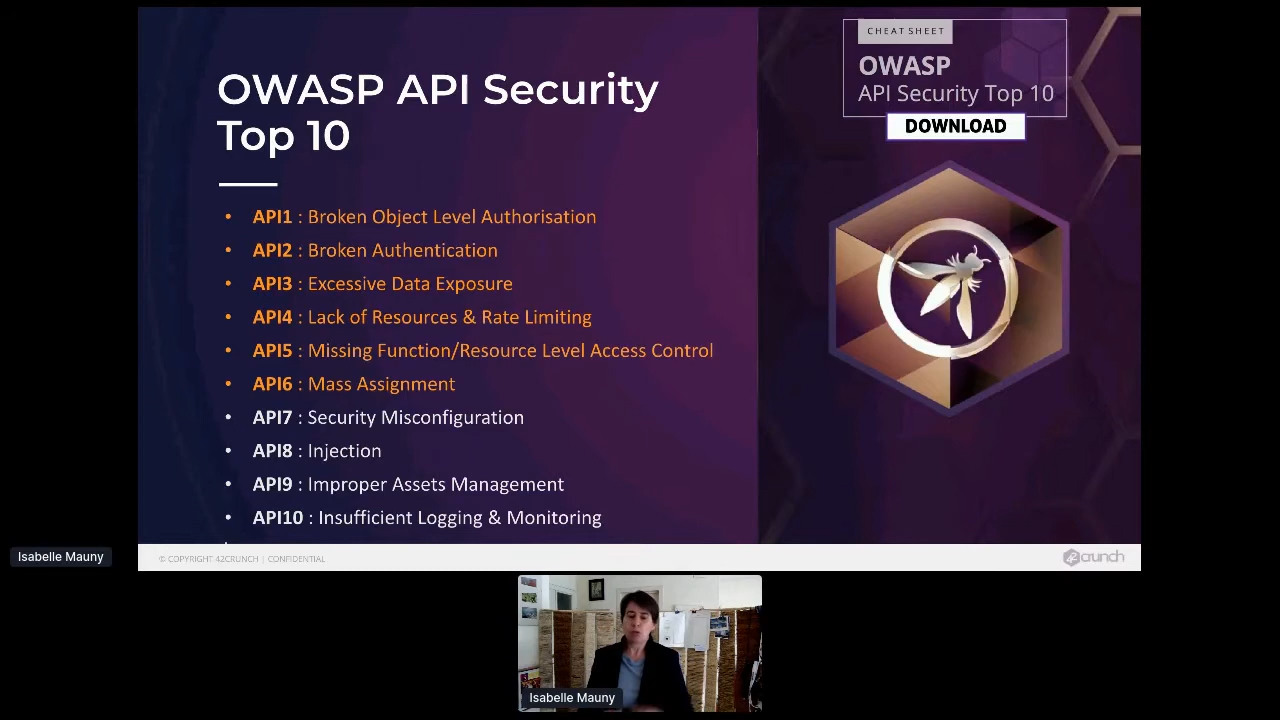 OWASP API Security
Top 10
• API1 : Broken Object Level Authorisation
• API2 : Broken Authentication
• API3 : Excessive Data Exposure
• API4 : Lack of Resources & Rate Limiting
• API5 : Missing Function/Resource Level Access Control
• API6 : Mass Assignment
• API7 : Security Misconfiguration
• API8 : Injection
• API9 : Improper Assets Management
• API10 : Insufficient Logging & Monitoring
CHEAT SHEET
OWASP
API Security Top 10
DOWNLOAD
© COPYRIGHT 42CRUNCH | CONFIDENTIAL
42crunch
Isabelle Mauny
Isabelle Mauny